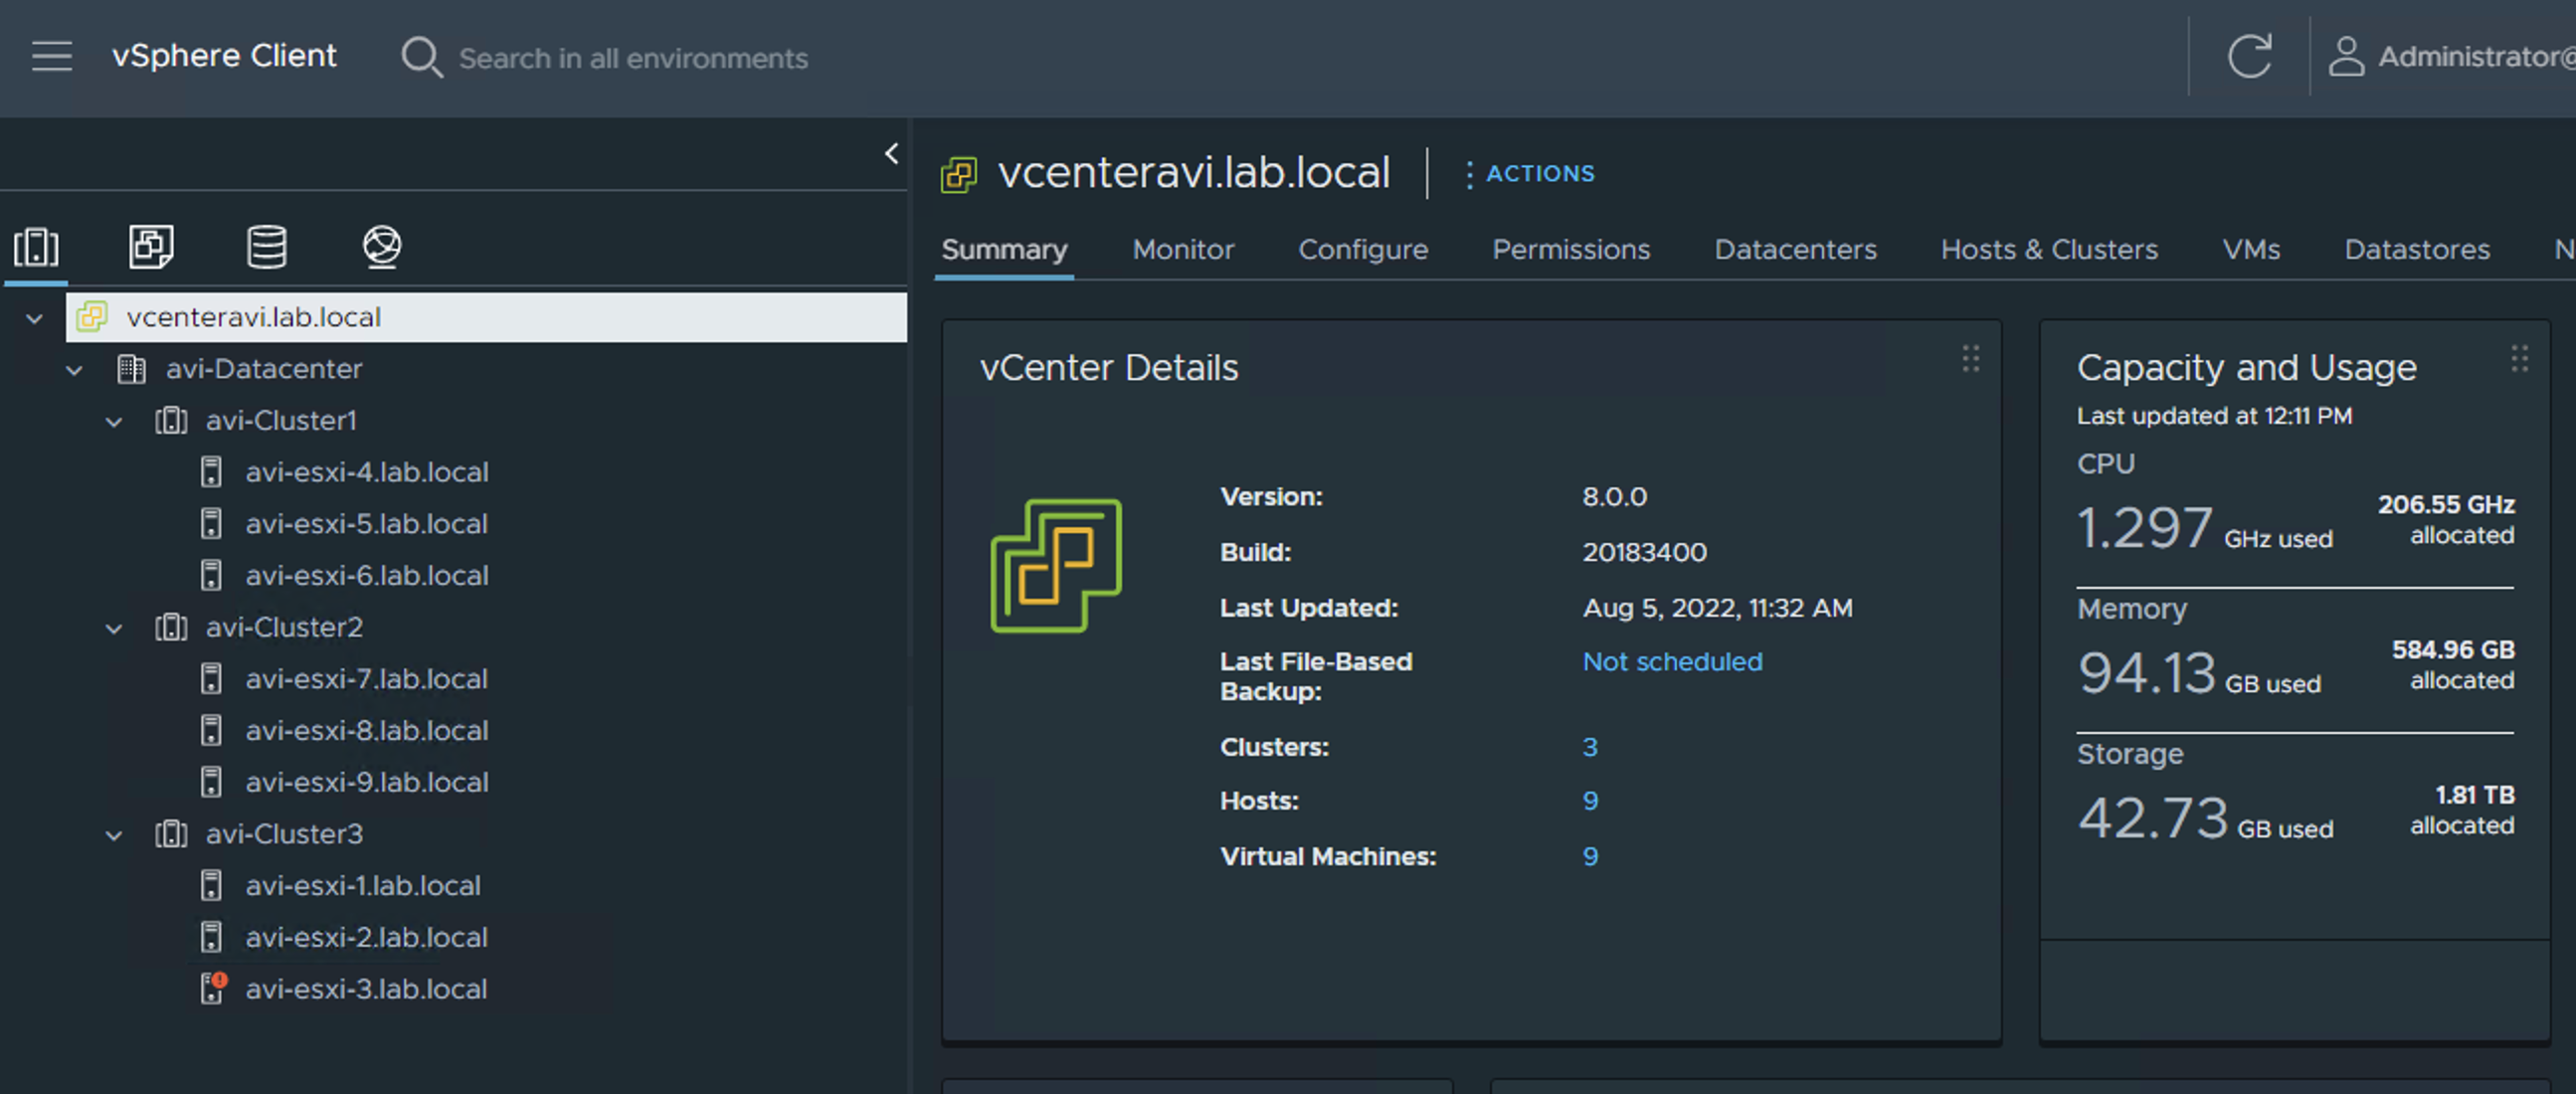 vSphere Client
Search in all environments
Administrator@
vcenteravi.lab.local
avi-Datacenter
avi-Cluster1
avi-esxi-4.lab.local
avi-esxi-5.lab.local
avi-esxi-6.lab.local
avi-Cluster2
avi-esxi-7.lab.local
avi-esxi-8.lab.local
avi-esxi-9.lab.local
avi-Cluster3
avi-esxi-1.lab.local
avi-esxi-2.lab.local
avi-esxi-3.lab.local
vcenteravi.lab.local
ACTIONS
Summary Monitor Configure Permissions Datacenters Hosts & Clusters VMs Datastores N
vCenter Details
Version: 8.0.0
Build: 20183400
Last Updated: Aug 5, 2022, 11:32 AM
Last File-Based Not scheduled
Backup:
Clusters: 3
Hosts: 9
Virtual Machines: 9
Capacity and Usage
Last updated at 12:11 PM
CPU
1.297 GHz used
206.55 GHz
allocated
Memory
94.13 GB used
584.96 GB
allocated
Storage
42.73 GB used
1.81 TB
allocated